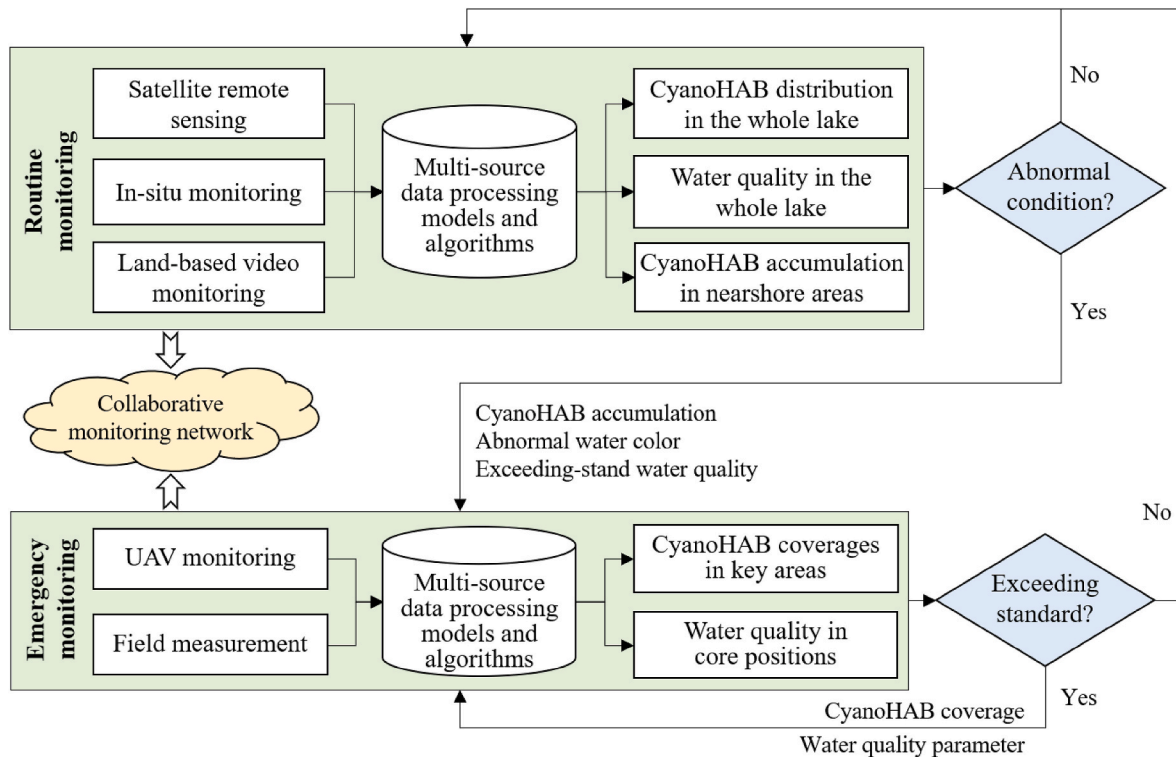 Routine
monitoring
Satellite remote
sensing
In-situ monitoring
Land-based video
monitoring
Multi-source
data processing
models and
algorithms
CyanoHAB distribution
in the whole lake
Water quality in the
whole lake
CyanoHAB accumulation
in nearshore areas
No
Abnormal
condition?
Yes
Collaborative
monitoring network
CyanoHAB accumulation
Abnormal water color
Exceeding-stand water quality
Emergency
monitoring
UAV monitoring
Field measurement
Multi-source
data processing
models and
algorithms
CyanoHAB coverages
in key areas
Water quality in
core positions
No
Exceeding
standard?
Yes
CyanoHAB coverage
Water quality parameter